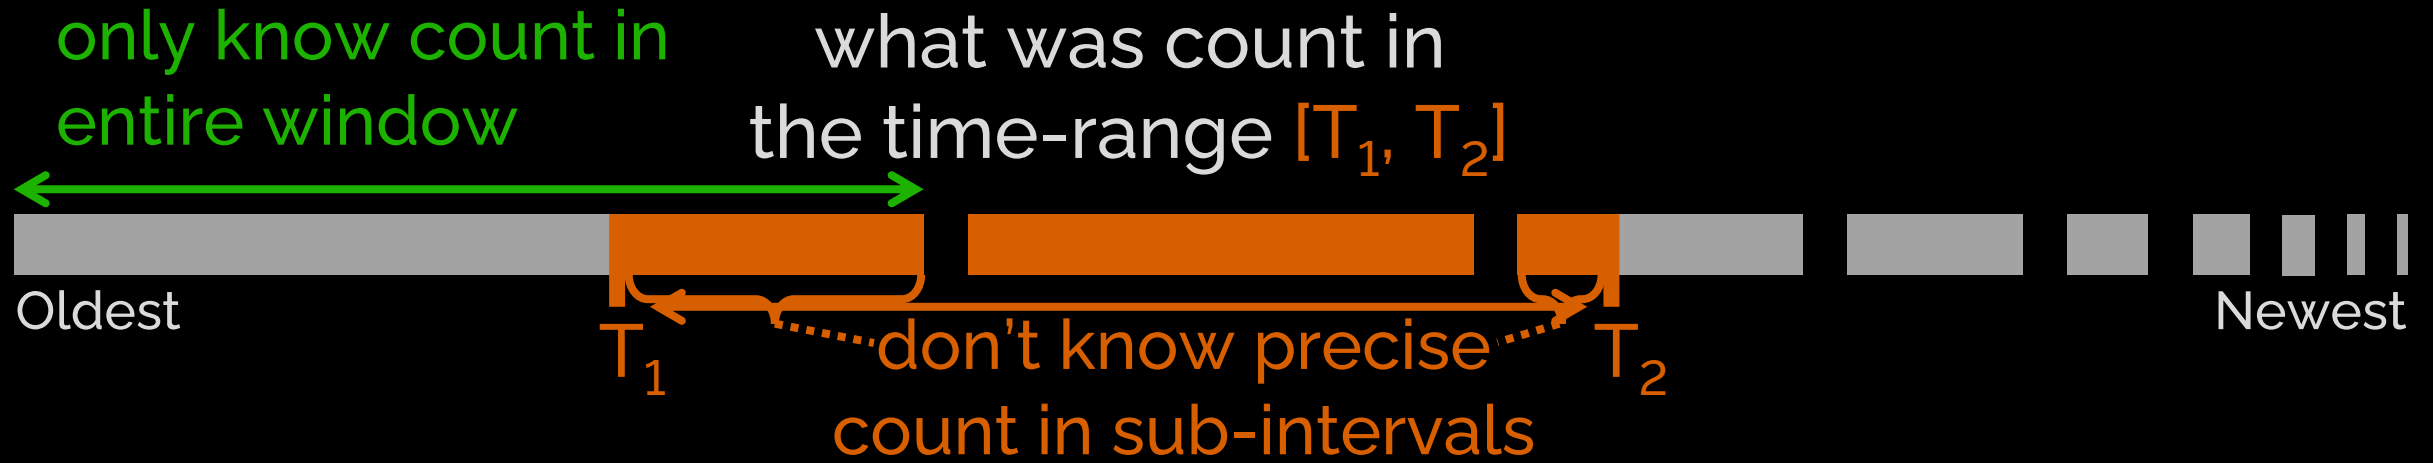 only know count in
entire window
what was count in
the time-range [T₁, T₂]
Oldest
Newest
T₁
don't know precise
count in sub-intervals
T₂